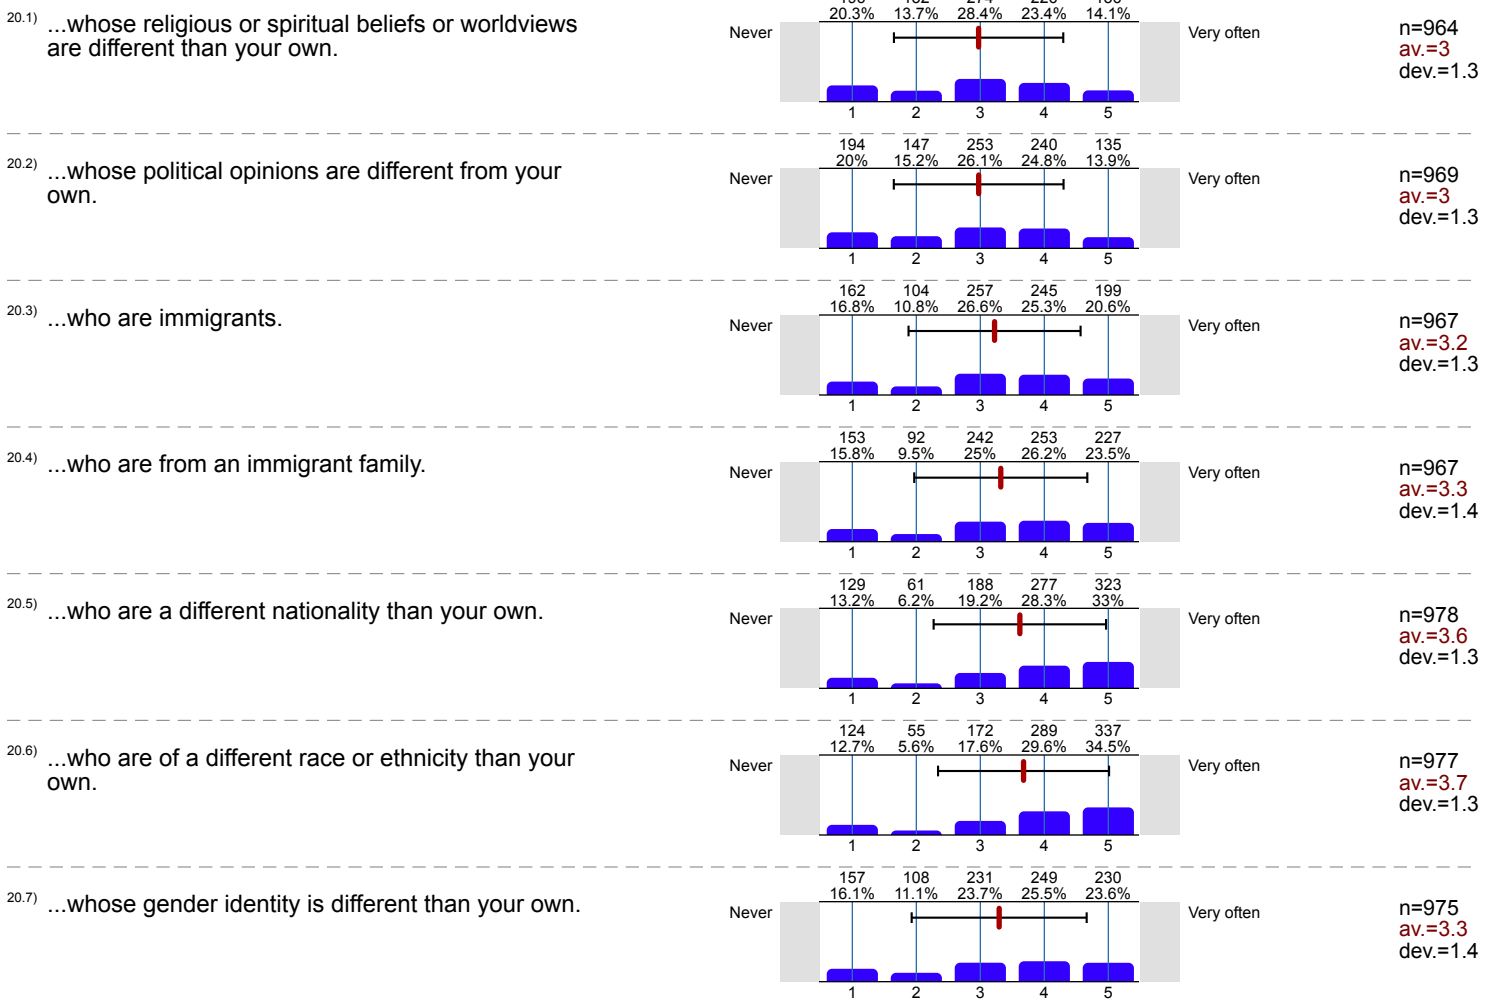 20.1) ...whose religious or spiritual beliefs or worldviews
are different than your own.
20.3% 13.7% 28.4% 23.4% 14.1%
Never
Very often
1 2 3 4 5
n=964
av.=3
dev.=1.3
20.2) ...whose political opinions are different from your
own.
194 147 253 240 135
20% 15.2% 26.1% 24.8% 13.9%
Never
Very often
1 2 3 4 5
n=969
av.=3
dev.=1.3
20.3) ...who are immigrants.
162 104 257 245 199
16.8% 10.8% 26.6% 25.3% 20.6%
Never
Very often
1 2 3 4 5
n=967
av.=3.2
dev.=1.3
20.4) ...who are from an immigrant family.
153 92 242 253 227
15.8% 9.5% 25% 26.2% 23.5%
Never
Very often
1 2 3 4 5
n=967
av.=3.3
dev.=1.4
20.5) ...who are a different nationality than your own.
129 61 188 277 323
13.2% 6.2% 19.2% 28.3% 33%
Never
Very often
1 2 3 4 5
n=978
av.=3.6
dev.=1.3
20.6) ...who are of a different race or ethnicity than your
own.
124 55 172 289 337
12.7% 5.6% 17.6% 29.6% 34.5%
Never
Very often
1 2 3 4 5
n=977
av.=3.7
dev.=1.3
20.7) ...whose gender identity is different than your own.
157 108 231 249 230
16.1% 11.1% 23.7% 25.5% 23.6%
Never
Very often
1 2 3 4 5
n=975
av.=3.3
dev.=1.4